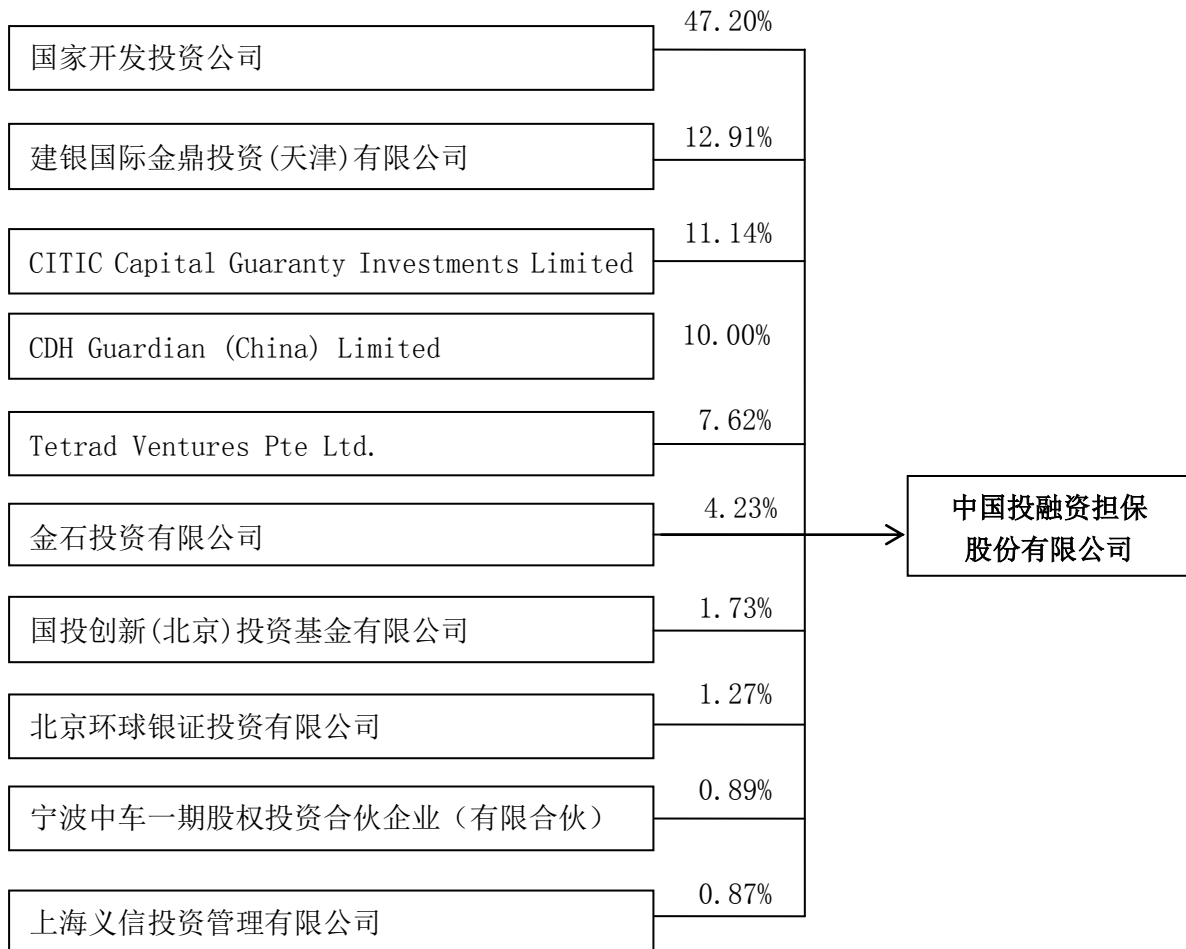 47.20%
国家开发投资公司
12.91%
建银国际金鼎投资(天津)有限公司
11.14%
CITIC Capital Guaranty Investments Limited
10.00%
CDH Guardian (China) Limited
7.62%
Tetrad Ventures Pte Ltd.
4.23%
金石投资有限公司
中国投融资担保
股份有限公司
1.73%
国投创新(北京)投资基金有限公司
1.27%
北京环球银证投资有限公司
0.89%
宁波中车一期股权投资合伙企业（有限合伙）
0.87%
上海义信投资管理有限公司